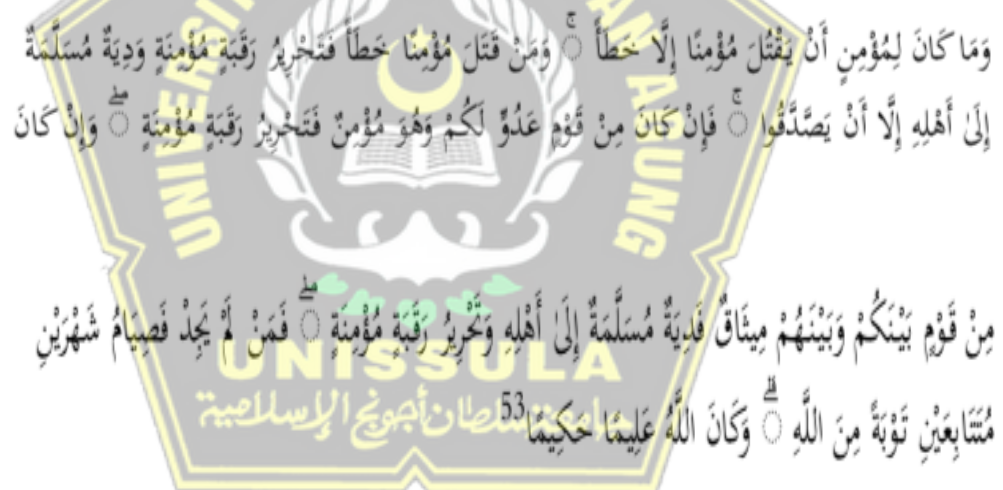 وَمَا كَانَ لِمُؤْمِنٍ أَنْ يَقْتُلَ مُؤْمِنًا إِلَّا خَطَأً ۚ وَمَنْ قَتَلَ مُؤْمِنًا خَطَأً فَتَحْرِيرُ رَقَبَةٍ مُؤْمِنَةٍ وَدِيَةٌ مُسَلَّمَةٌ
إِلَىٰ أَهْلِهِ إِلَّا أَنْ يَصَّدَّقُوا ۚ فَإِنْ كَانَ مِنْ قَوْمٍ عَدُوٍّ لَكُمْ وَهُوَ مُؤْمِنٌ فَتَحْرِيرُ رَقَبَةٍ مُؤْمِنَةٍ ۖ وَإِنْ كَانَ
مِنْ قَوْمٍ بَيْنَكُمْ وَبَيْنَهُمْ مِيثَاقٌ فَدِيَةٌ مُسَلَّمَةٌ إِلَىٰ أَهْلِهِ وَتَحْرِيرُ رَقَبَةٍ مُؤْمِنَةٍ ۖ فَمَنْ لَمْ يَجِدْ فَصِيَامُ شَهْرَيْنِ
مُتَتَابِعَيْنِ تَوْبَةً مِنَ اللَّهِ ۗ وَكَانَ اللَّهُ عَلِيمًا حَكِيمًا53
UNISSULA
جامعة سلطان أجونج الإسلامية